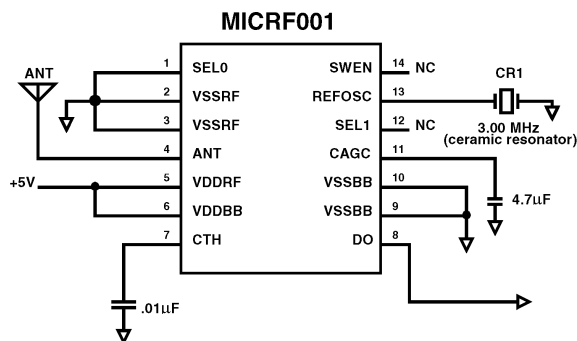 MICRF001
ANT
+5V
1 SEL0
2 VSSRF
3 VSSRF
4 ANT
5 VDDRF
6 VDDBB
7 CTH
.01µF
SWEN 14 NC
REFOSC 13
SEL1 12 NC
CAGC 11
VSSBB 10
VSSBB 9
DO 8
CR1
3.00 MHz
(ceramic resonator)
4.7µF